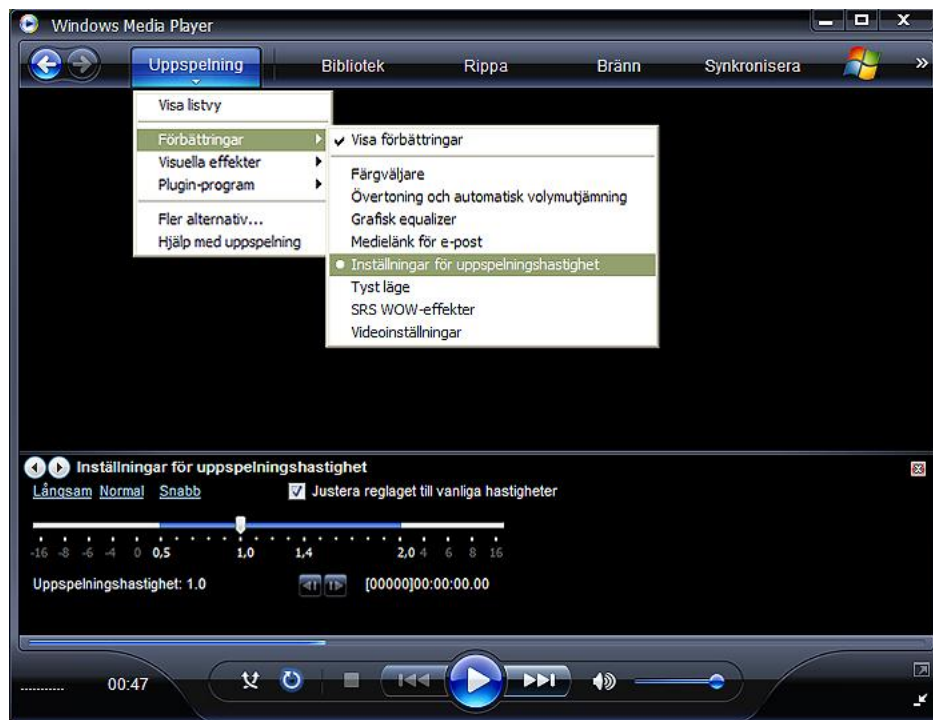 Windows Media Player
Uppspelning Bibliotek Rippa Bränn Synkronisera »
Visa listvy
Förbättringar
Visuella effekter
Plugin-program
Fler alternativ...
Hjälp med uppspelning
Visa förbättringar
Färgväljare
Övertoning och automatisk volymutjämning
Grafisk equalizer
Medielänk för e-post
Inställningar för uppspelningshastighet
Tyst läge
SRS WOW-effekter
Videoinställningar
Inställningar för uppspelningshastighet
Långsam Normal Snabb Justera reglaget till vanliga hastigheter
-16 -8 -6 -4 0 0,5 1,0 1,4 2,0 4 6 8 16
Uppspelningshastighet: 1.0 [00000]00:00:00.00
00:47